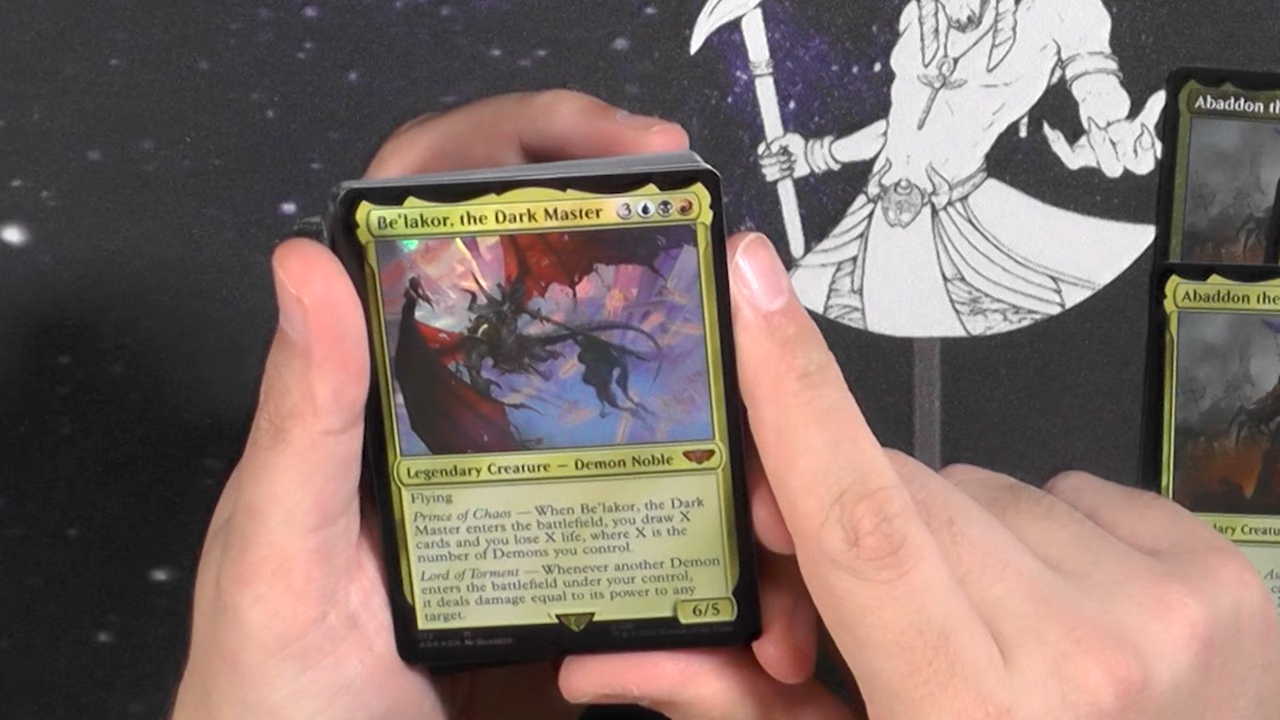 Be'lakor, the Dark Master 3
Legendary Creature — Demon Noble
Flying
Prince of Chaos — When Be'lakor, the Dark
Master enters the battlefield, you draw X
cards and you lose X life, where X is the
number of Demons you control.
Lord of Torment — Whenever another Demon
enters the battlefield under your control,
it deals damage equal to its power to any
target.
6/5
Abaddon th
Abaddon the